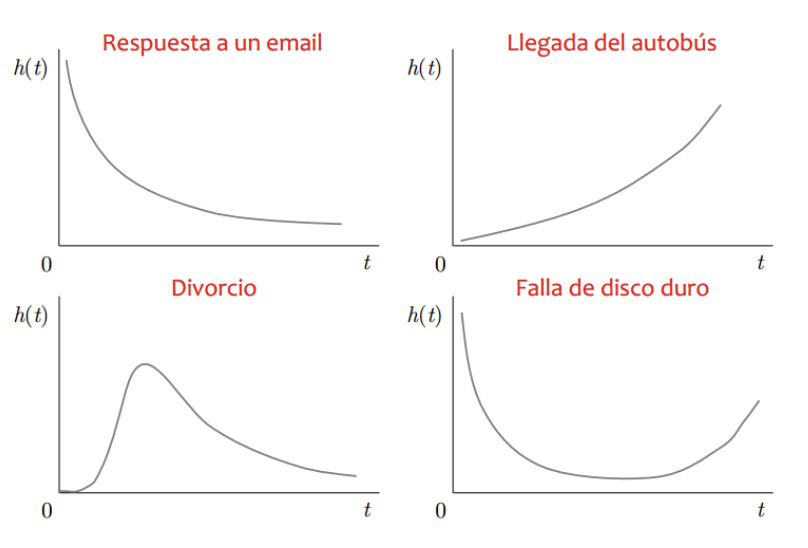 Respuesta a un email
h(t)
0
t
Llegada del autobús
h(t)
0
t
Divorcio
h(t)
0
t
Falla de disco duro
h(t)
0
t